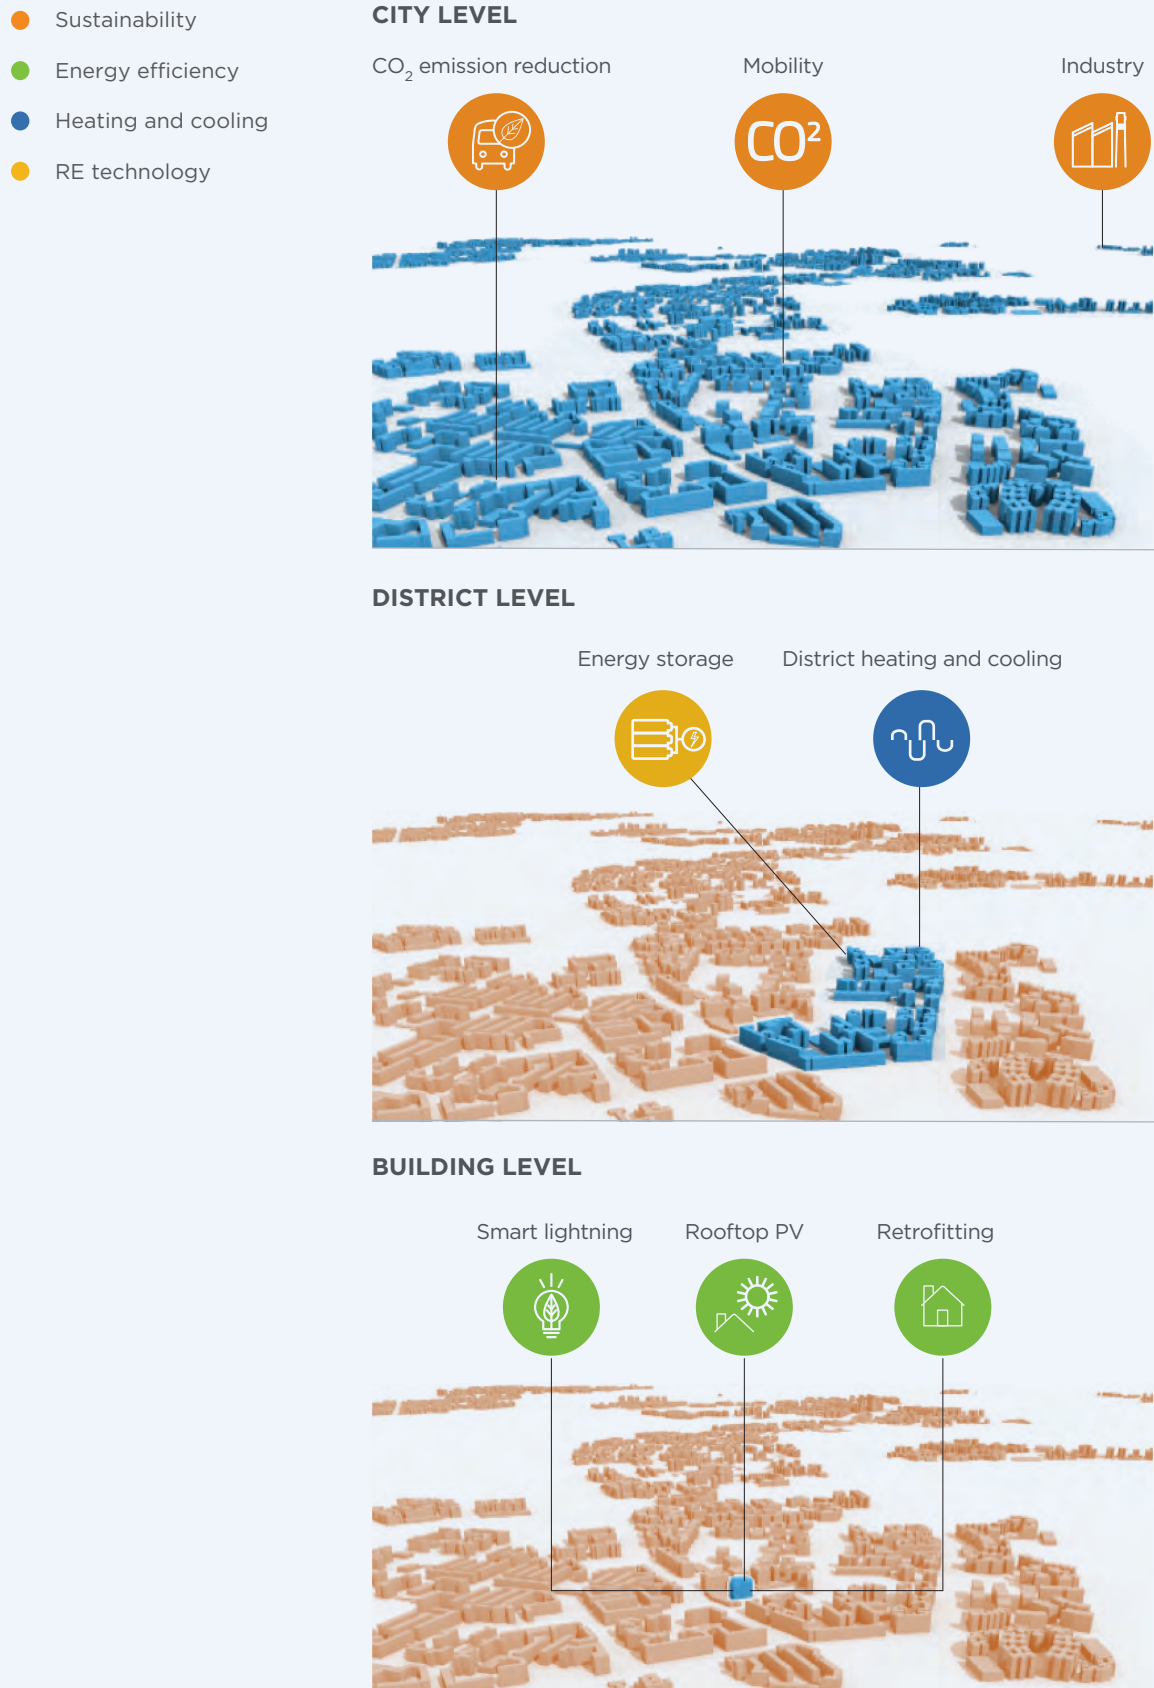 Sustainability
Energy efficiency
Heating and cooling
RE technology
CITY LEVEL
CO₂ emission reduction
Mobility
Industry
CO²
DISTRICT LEVEL
Energy storage
District heating and cooling
BUILDING LEVEL
Smart lightning
Rooftop PV
Retrofitting